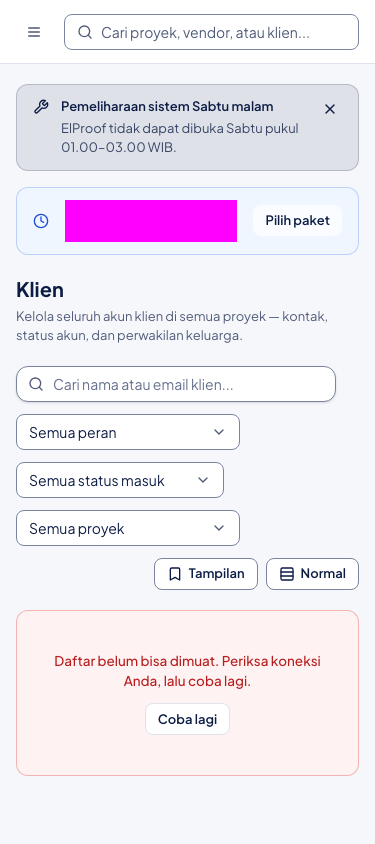 Cari proyek, vendor, atau klien...
Pemeliharaan sistem Sabtu malam
ElProof tidak dapat dibuka Sabtu pukul
01.00–03.00 WIB.
Pilih paket
Klien
Kelola seluruh akun klien di semua proyek — kontak,
status akun, dan perwakilan keluarga.
Cari nama atau email klien...
Semua peran
Semua status masuk
Semua proyek
Tampilan
Normal
Daftar belum bisa dimuat. Periksa koneksi
Anda, lalu coba lagi.
Coba lagi